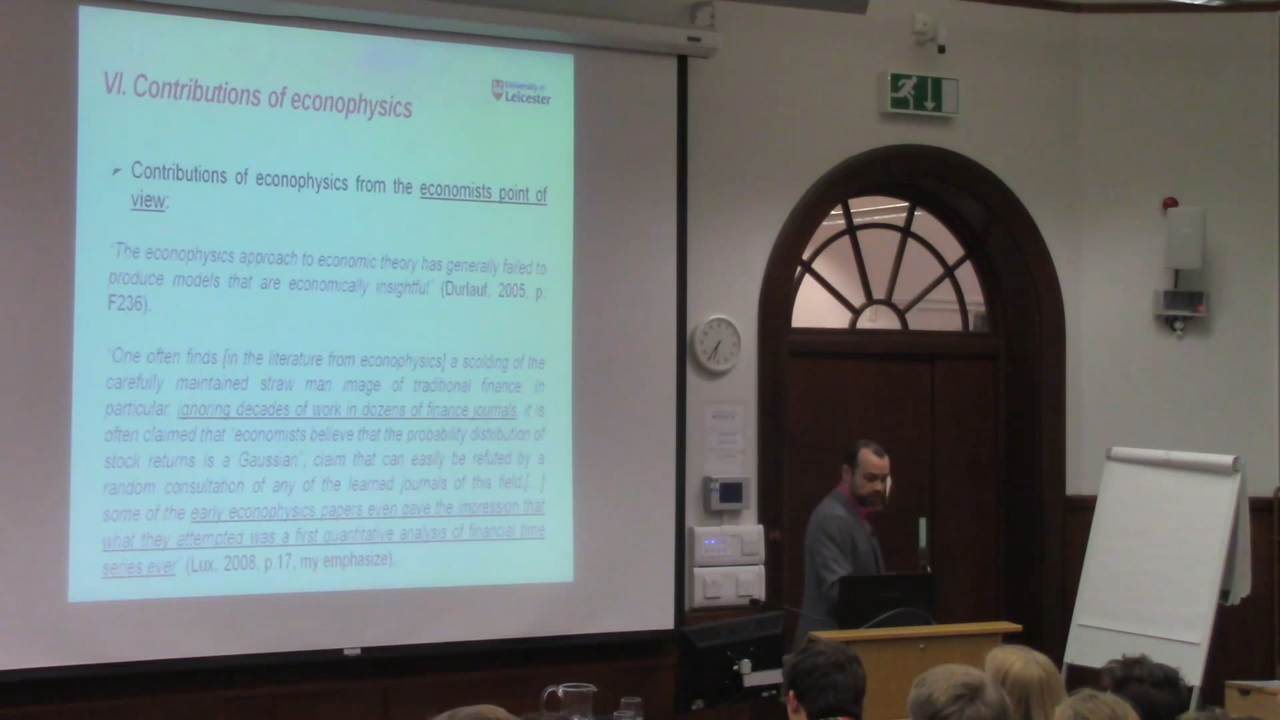 VI. Contributions of econophysics
University of
Leicester
Contributions of econophysics from the economists point of
view:
“The econophysics approach to economic theory has generally failed to
produce models that are economically insightful” (Durlauf, 2005, p.
F236).
“One often finds [in the literature from econophysics] a scolding of the
carefully maintained straw man image of traditional finance. In
particular, ignoring decades of work in dozens of finance journals, it is
often claimed that “economists believe that the probability distribution of
stock returns is a Gaussian”, claim that can easily be refuted by a
random consultation of any of the learned journals of this field.[...]
some of the early econophysics papers even gave the impression that
what they attempted was a first quantitative analysis of financial time
series ever” (Lux, 2008, p.17, my emphasize).